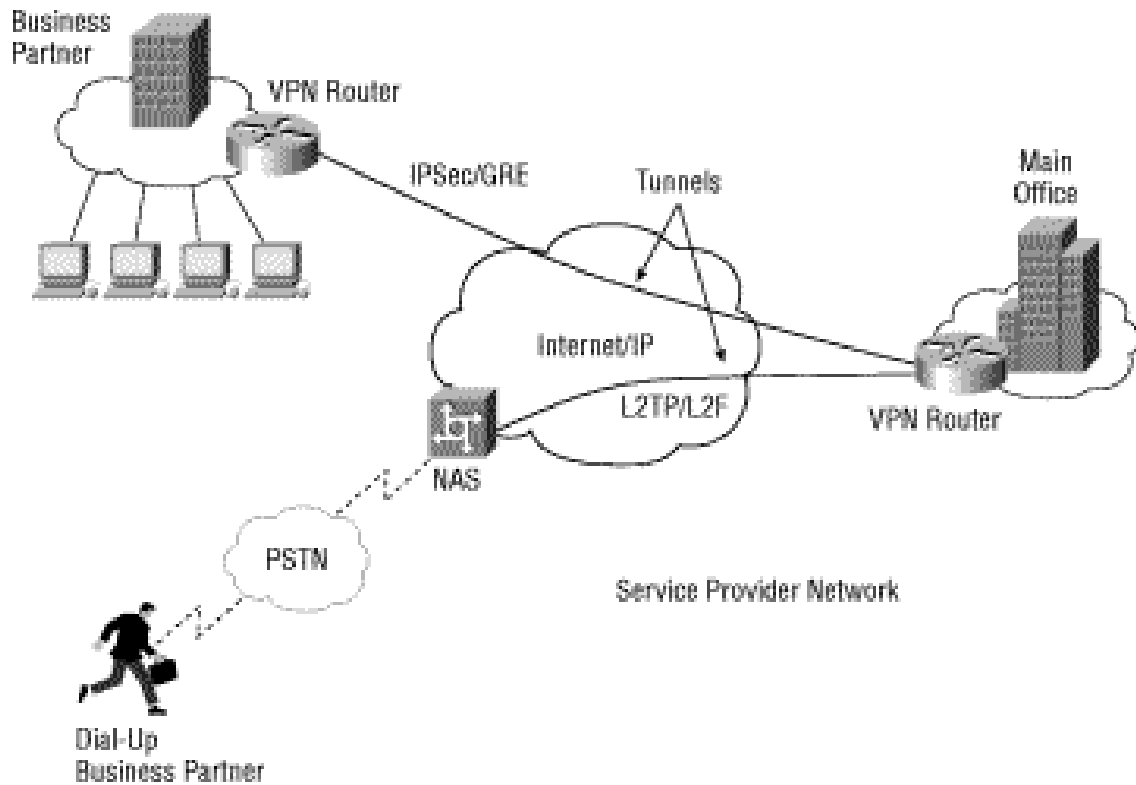 Business
Partner
VPN Router
IPSec/GRE
Tunnels
Main
Office
Internet/IP
L2TP/L2F
VPN Router
NAS
PSTN
Service Provider Network
Dial-Up
Business Partner